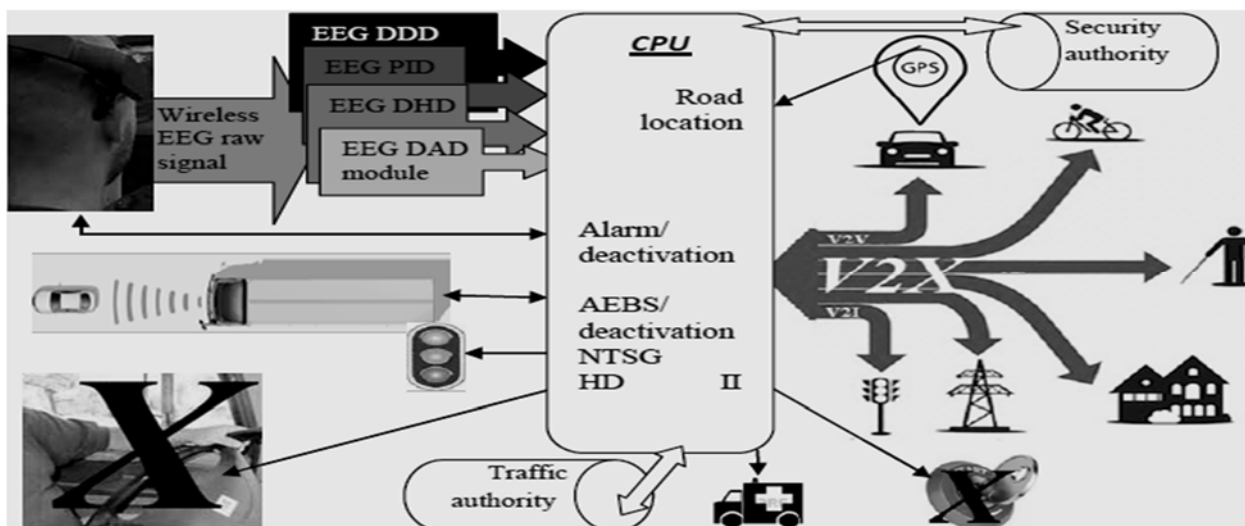 EEG DDD
EEG PID
EEG DHD
EEG DAD
module
Wireless
EEG raw
signal
CPU
Road
location
Alarm/
deactivation
AEBS/
deactivation
NTSG
HD II
Security
authority
GPS
V2V
V2X
V2I
X
Traffic
authority
X